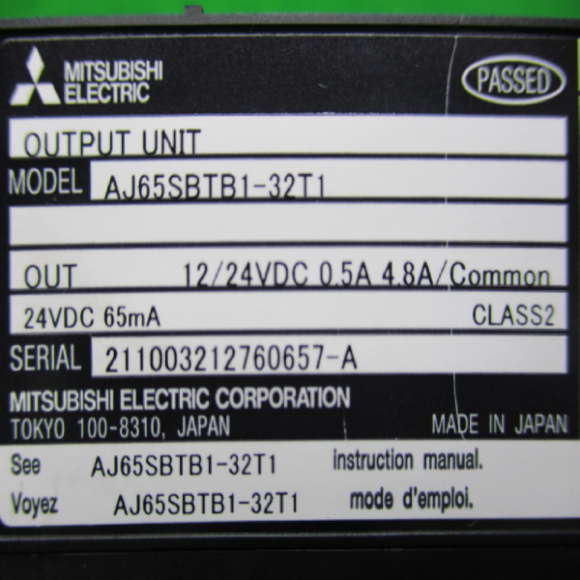 MITSUBISHI
ELECTRIC
PASSED
OUTPUT UNIT
MODEL AJ65SBTB1-32T1
OUT 12/24VDC 0.5A 4.8A/Common
24VDC 65mA CLASS2
SERIAL 211003212760657-A
MITSUBISHI ELECTRIC CORPORATION
TOKYO 100-8310, JAPAN MADE IN JAPAN
See AJ65SBTB1-32T1 instruction manual.
Voyez AJ65SBTB1-32T1 mode d'emploi.